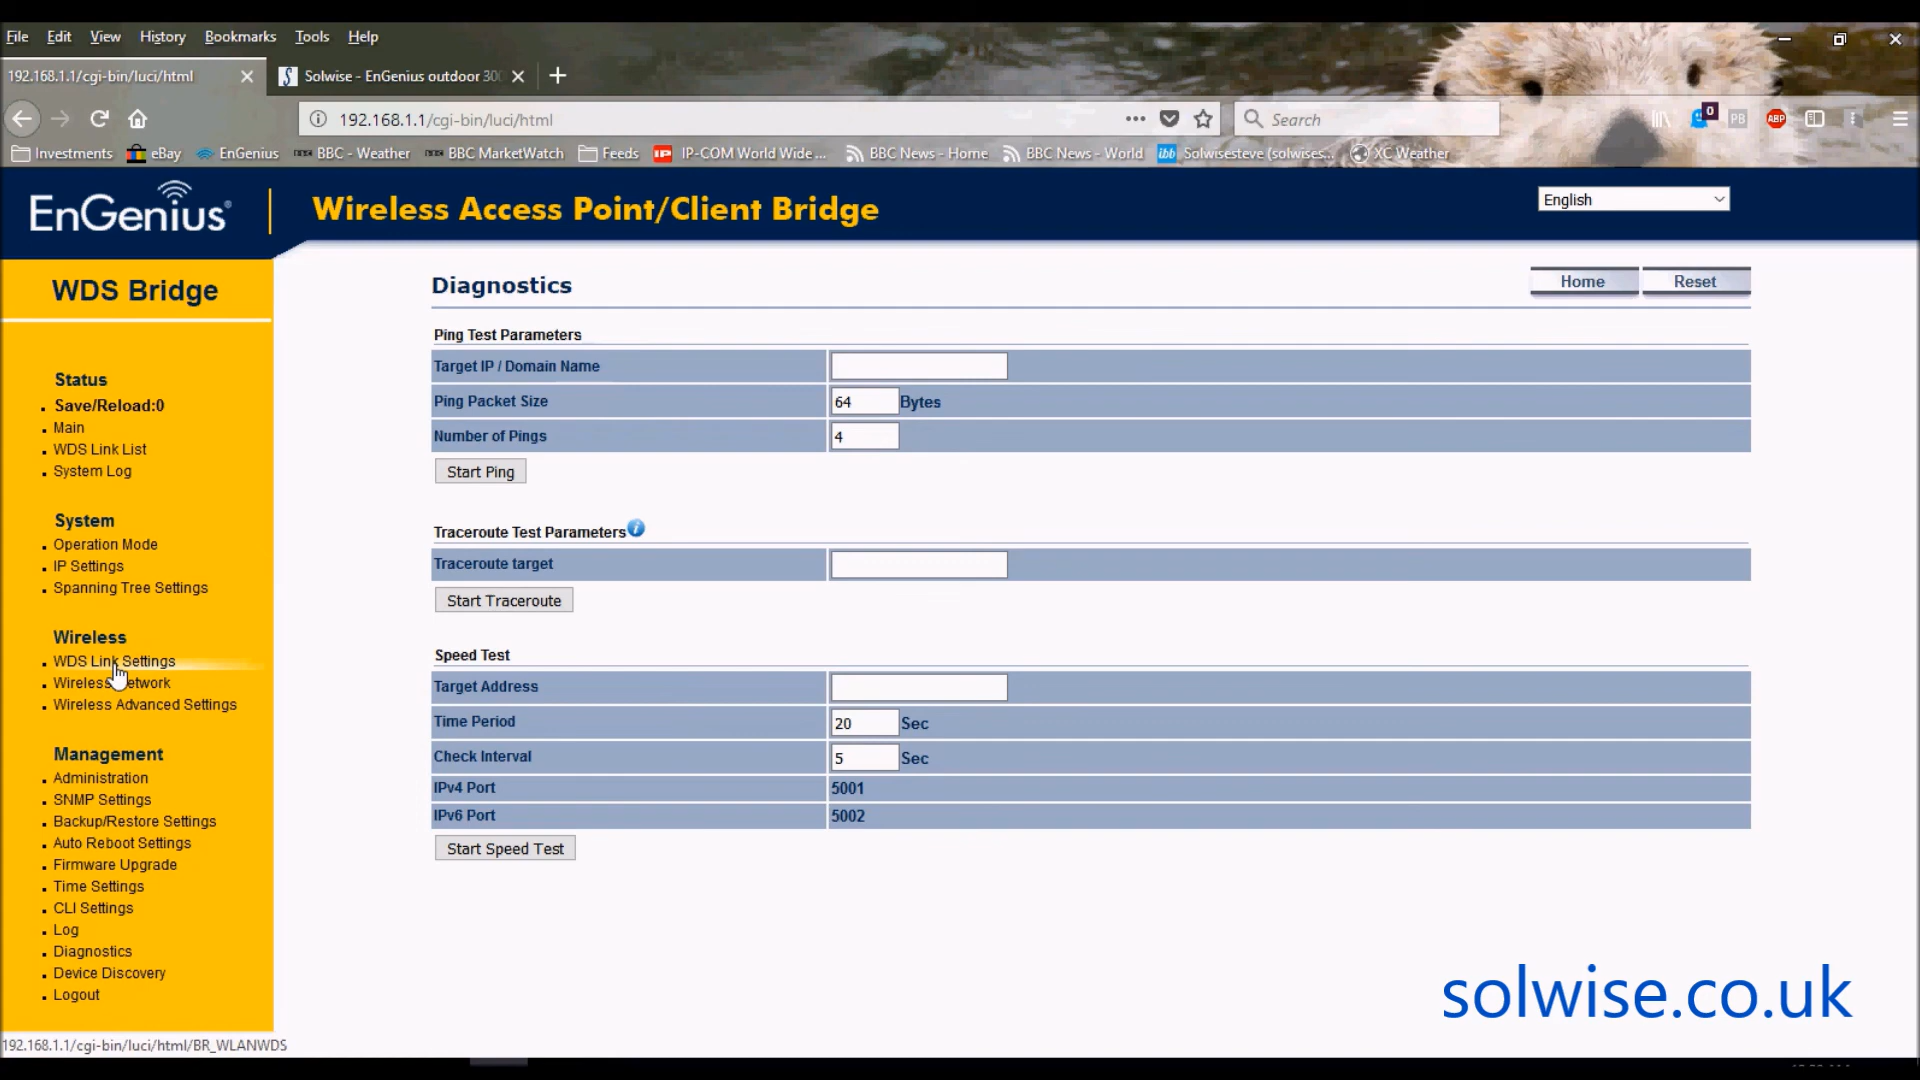 File Edit View History Bookmarks Tools Help
192.168.1.1/cgi-bin/luci/html Solwise - EnGenius outdoor 300
192.168.1.1/cgi-bin/luci/html Search 0 PB ABP
Investments eBay EnGenius BBC - Weather BBC MarketWatch Feeds IP IP-COM World Wide ... BBC News - Home BBC News - World ibb Solwisesteve (solwises... XC Weather
EnGenius® Wireless Access Point/Client Bridge English
WDS Bridge
Status
Save/Reload:0
Main
WDS Link List
System Log
System
Operation Mode
IP Settings
Spanning Tree Settings
Wireless
WDS Link Settings
Wireless Network
Wireless Advanced Settings
Management
Administration
SNMP Settings
Backup/Restore Settings
Auto Reboot Settings
Firmware Upgrade
Time Settings
CLI Settings
Log
Diagnostics
Device Discovery
Logout
Diagnostics Home Reset
Ping Test Parameters
Target IP / Domain Name
Ping Packet Size 64 Bytes
Number of Pings 4
Start Ping
Traceroute Test Parameters
Traceroute target
Start Traceroute
Speed Test
Target Address
Time Period 20 Sec
Check Interval 5 Sec
IPv4 Port 5001
IPv6 Port 5002
Start Speed Test
solwise.co.uk
192.168.1.1/cgi-bin/luci/html/BR_WLANWDS